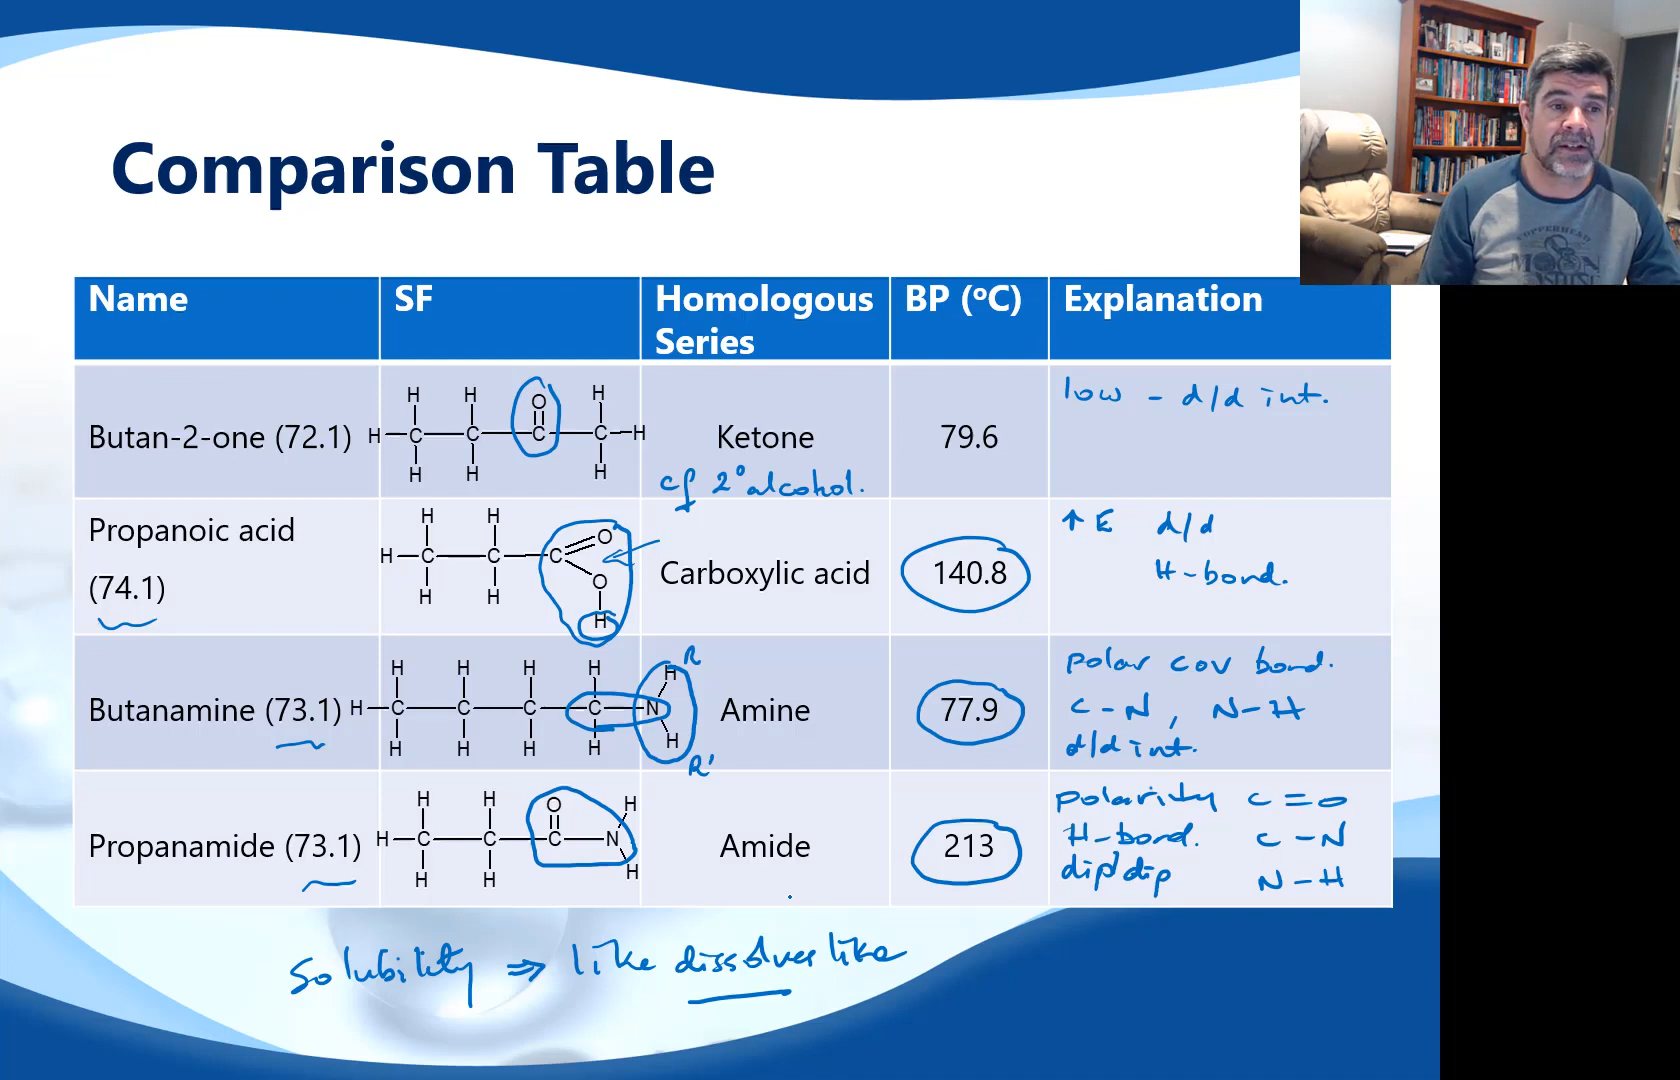 Comparison Table
Name SF Homologous Series BP (ºC) Explanation
Butan-2-one (72.1)
H H O H
H C C C C H
H H H
Ketone
cf 2° alcohol.
79.6
low - d/d int.
Propanoic acid
(74.1)
H H
H C C C O
O
H H
H
Carboxylic acid
140.8
↑ E d/d
H-bond.
Butanamine (73.1)
H H H H H R
H C C C C N
H H H H H
R'
Amine
77.9
polar cov bond.
C-N, N-H
d/d int.
Propanamide (73.1)
H H O H
H C C C N
H H H
Amide
213
polarity C=O
H-bond. C-N
dip/dip N-H
Solubility ⇒ like dissolves like
COPPERHEAD